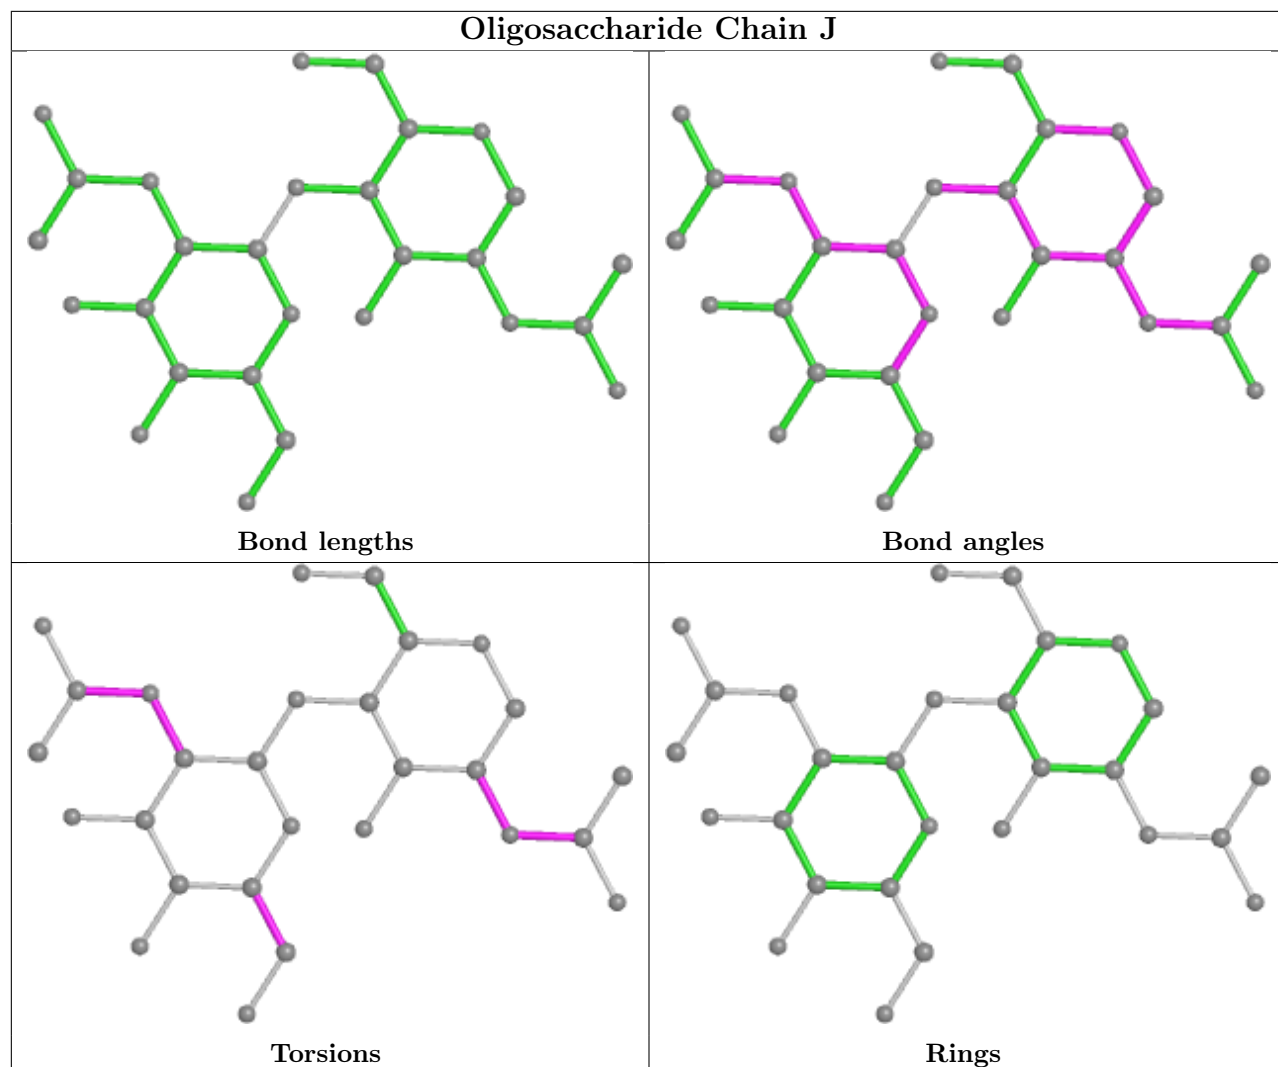 Oligosaccharide Chain J
Bond lengths
Bond angles
Torsions
Rings